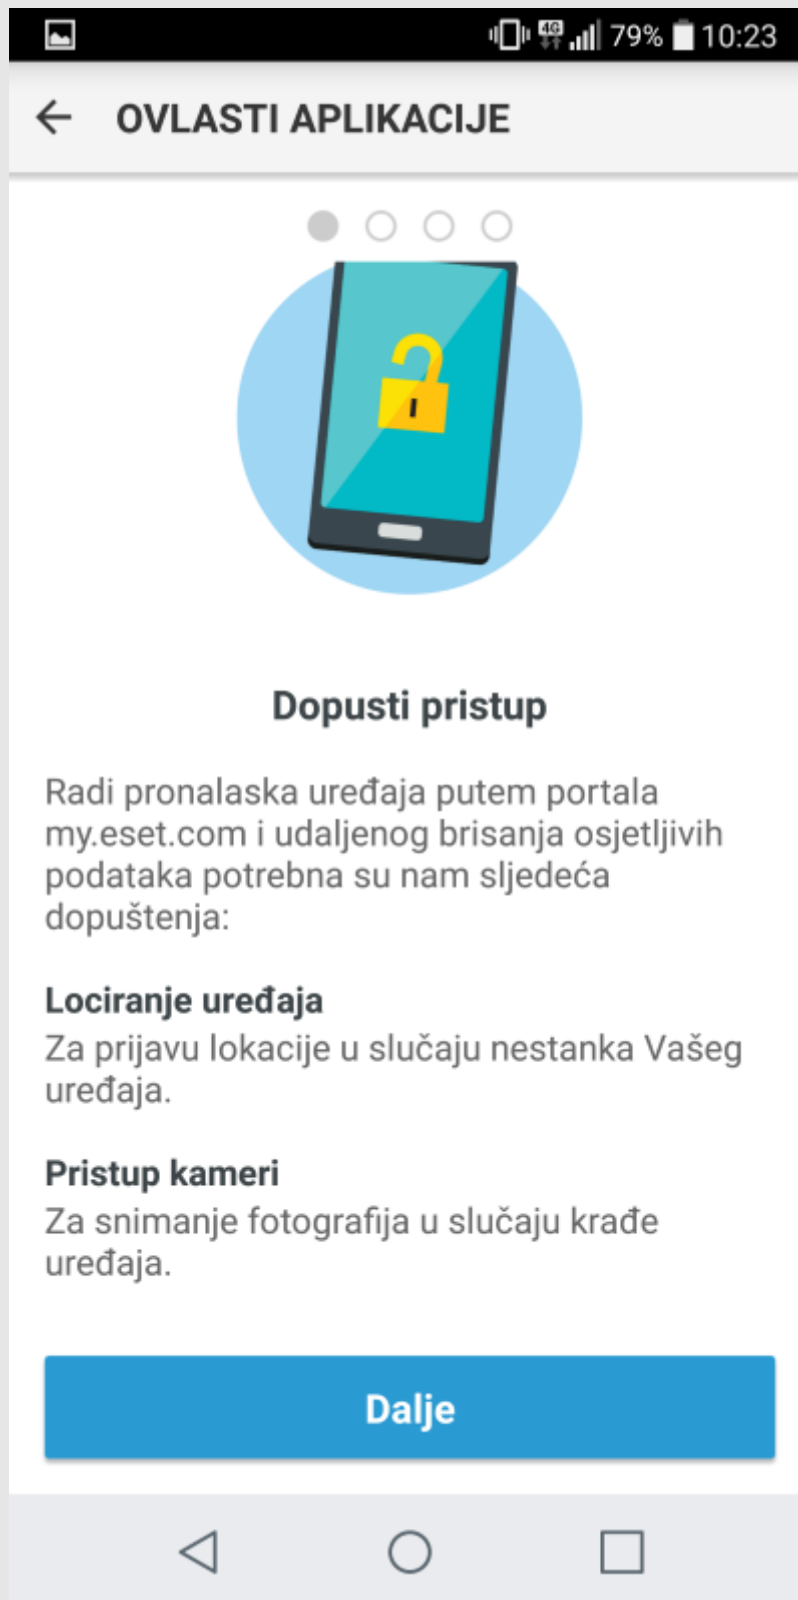 4G 79% 10:23
OVLASTI APLIKACIJE
Dopusti pristup
Radi pronalaska uređaja putem portala
my.eset.com i udaljenog brisanja osjetljivih
podataka potrebna su nam sljedeća
dopuštenja:
Lociranje uređaja
Za prijavu lokacije u slučaju nestanka Vašeg
uređaja.
Pristup kameri
Za snimanje fotografija u slučaju krađe
uređaja.
Dalje